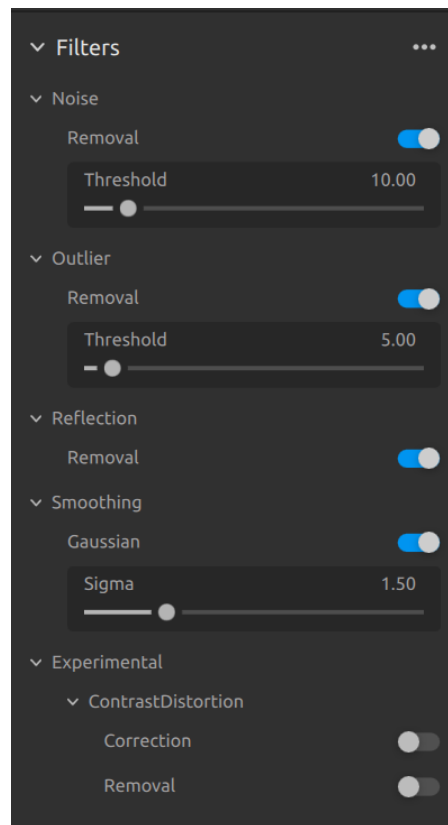 Filters
Noise
Removal
Threshold 10.00
Outlier
Removal
Threshold 5.00
Reflection
Removal
Smoothing
Gaussian
Sigma 1.50
Experimental
ContrastDistortion
Correction
Removal